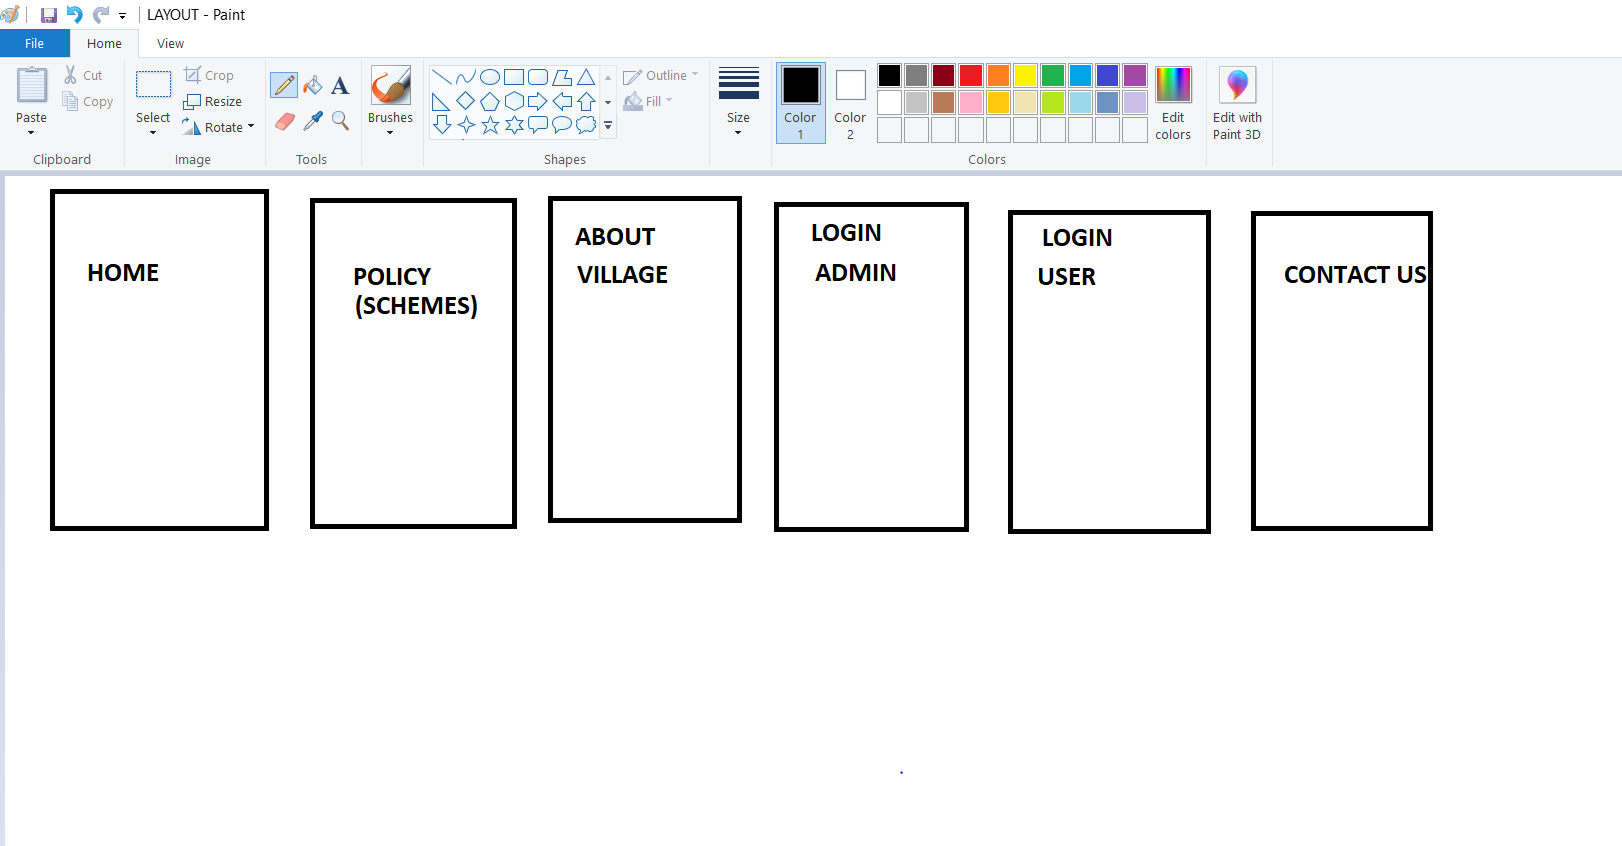 LAYOUT - Paint
File
Home
View
Paste
Cut
Copy
Clipboard
Select
Crop
Resize
Rotate
Image
A
Tools
Brushes
Outline
Fill
Shapes
Size
Color
1
Color
2
Edit
colors
Colors
Edit with
Paint 3D
HOME
POLICY
(SCHEMES)
ABOUT
VILLAGE
LOGIN
ADMIN
LOGIN
USER
CONTACT US